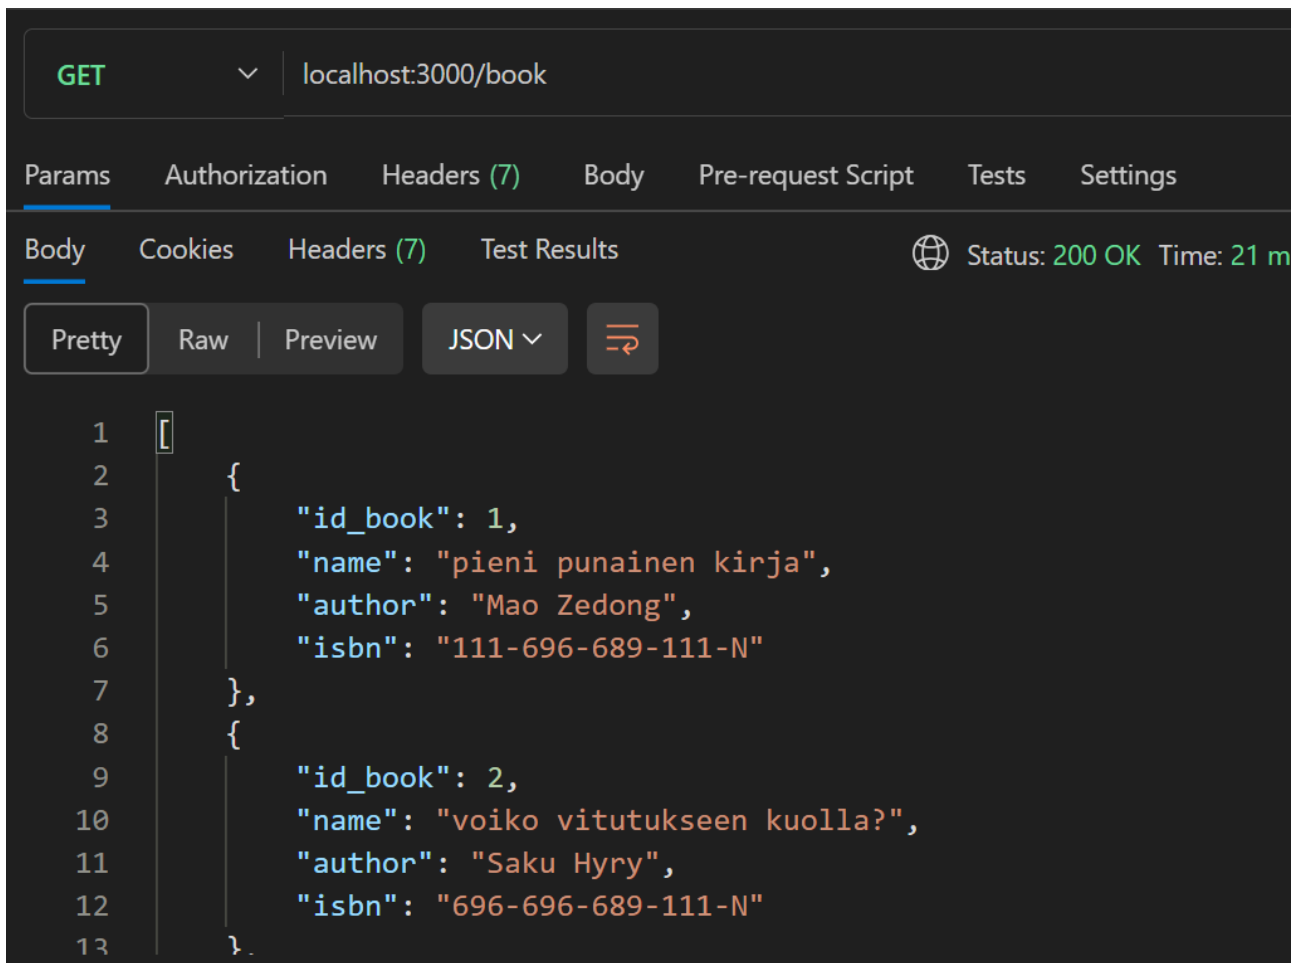 GET localhost:3000/book
Params Authorization Headers (7) Body Pre-request Script Tests Settings
Body Cookies Headers (7) Test Results Status: 200 OK Time: 21 m
Pretty Raw Preview JSON
1 [
2 {
3 "id_book": 1,
4 "name": "pieni punainen kirja",
5 "author": "Mao Zedong",
6 "isbn": "111-696-689-111-N"
7 },
8 {
9 "id_book": 2,
10 "name": "voiko vitutukseen kuolla?",
11 "author": "Saku Hyry",
12 "isbn": "696-696-689-111-N"
13 },